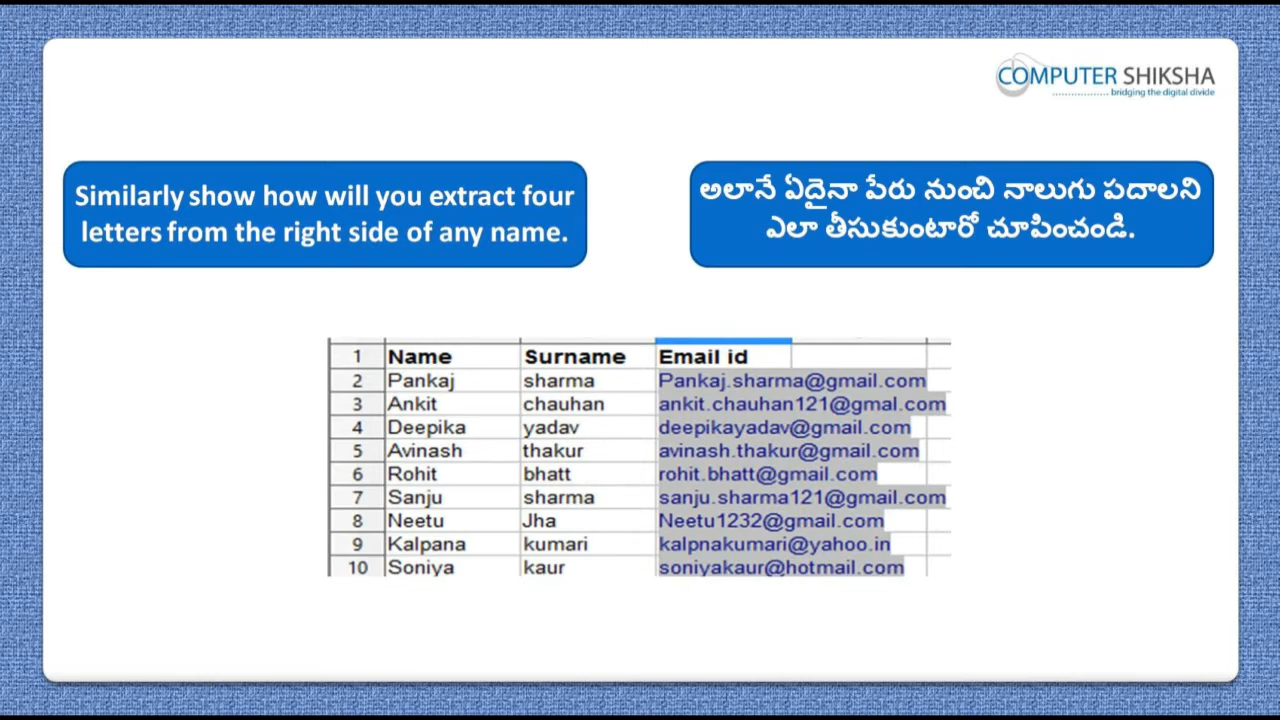 COMPUTER SHIKSHA
bridging the digital divide
Similarly show how will you extract four
letters from the right side of any name.
అలానే ఏదైనా పేరు నుంచి నాలుగు పదాలని
ఎలా తీసుకుంటారో చూపించండి.
1 Name Surname Email id
2 Pankaj sharma Pankaj.sharma@gmail.com
3 Ankit chauhan ankit.chauhan121@gmal.com
4 Deepika yadav deepikayadav@gmail.com
5 Avinash thakur avinash.thakur@gmail.com
6 Rohit bhatt rohit.bhatt@gmail.com
7 Sanju sharma sanju.sharma121@gmail.com
8 Neetu Jha Neetu1232@gmail.com
9 Kalpana kumari kalpnakumari@yahoo.in
10 Soniya kaur soniyakaur@hotmail.com